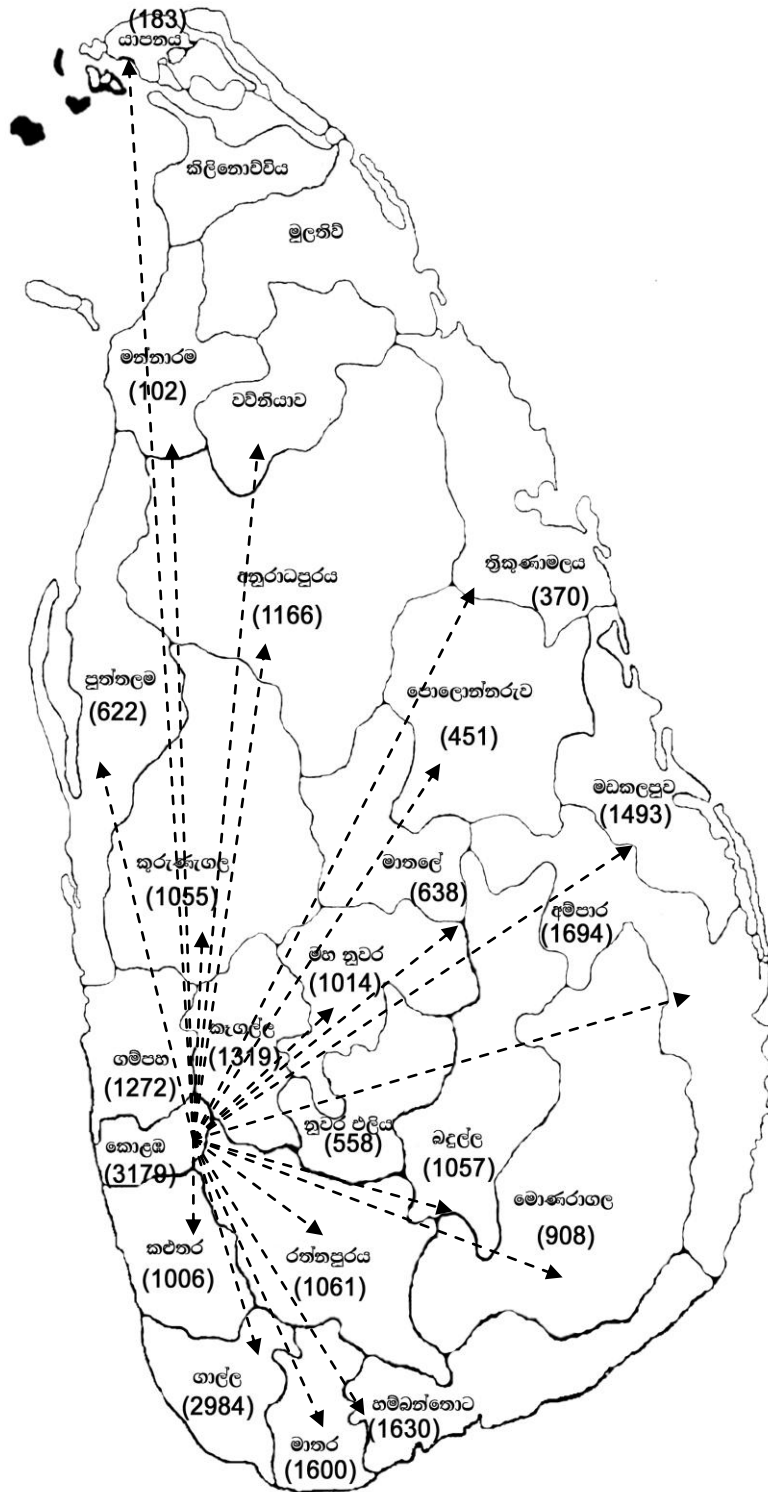 (183)
යාපනය
කිලිනොච්චිය
මුලතිව්
මන්නාරම
(102)
වව්නියාව
ත්‍රිකුණාමලය
(370)
අනුරාධපුරය
(1166)
පුත්තලම
(622)
පොලොන්නරුව
(451)
මඩකලපුව
(1493)
කුරුණෑගල
(1055)
මාතලේ
(638)
අම්පාර
(1694)
මහ නුවර
(1014)
කෑගල්ල
(1319)
ගම්පහ
(1272)
නුවර එලිය
(558)
බදුල්ල
(1057)
කොළඹ
(3179)
මොණරාගල
(908)
කළුතර
(1006)
රත්නපුරය
(1061)
ගාල්ල
(2984)
හම්බන්තොට
(1630)
මාතර
(1600)